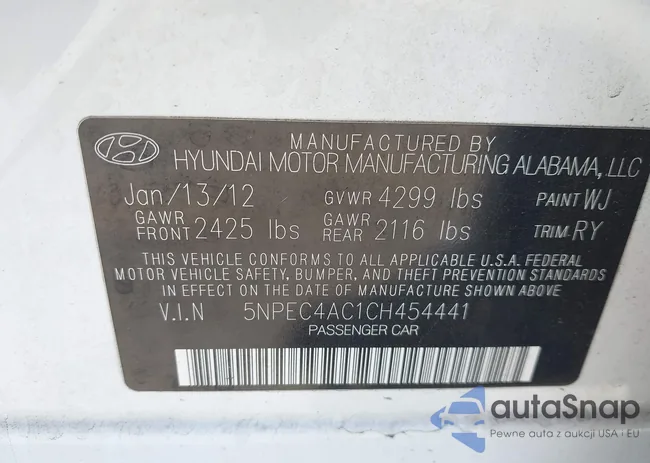 MANUFACTURED BY
HYUNDAI MOTOR MANUFACTURING ALABAMA, LLC
Jan/13/12 GVWR 4299 lbs PAINT WJ
GAWR FRONT 2425 lbs GAWR REAR 2116 lbs TRIM RY
THIS VEHICLE CONFORMS TO ALL APPLICABLE U.S.A. FEDERAL
MOTOR VEHICLE SAFETY, BUMPER, AND THEFT PREVENTION STANDARDS
IN EFFECT ON THE DATE OF MANUFACTURE SHOWN ABOVE
V.I.N 5NPEC4AC1CH454441
PASSENGER CAR
autaSnap
Pewne auta z aukcji USA i EU